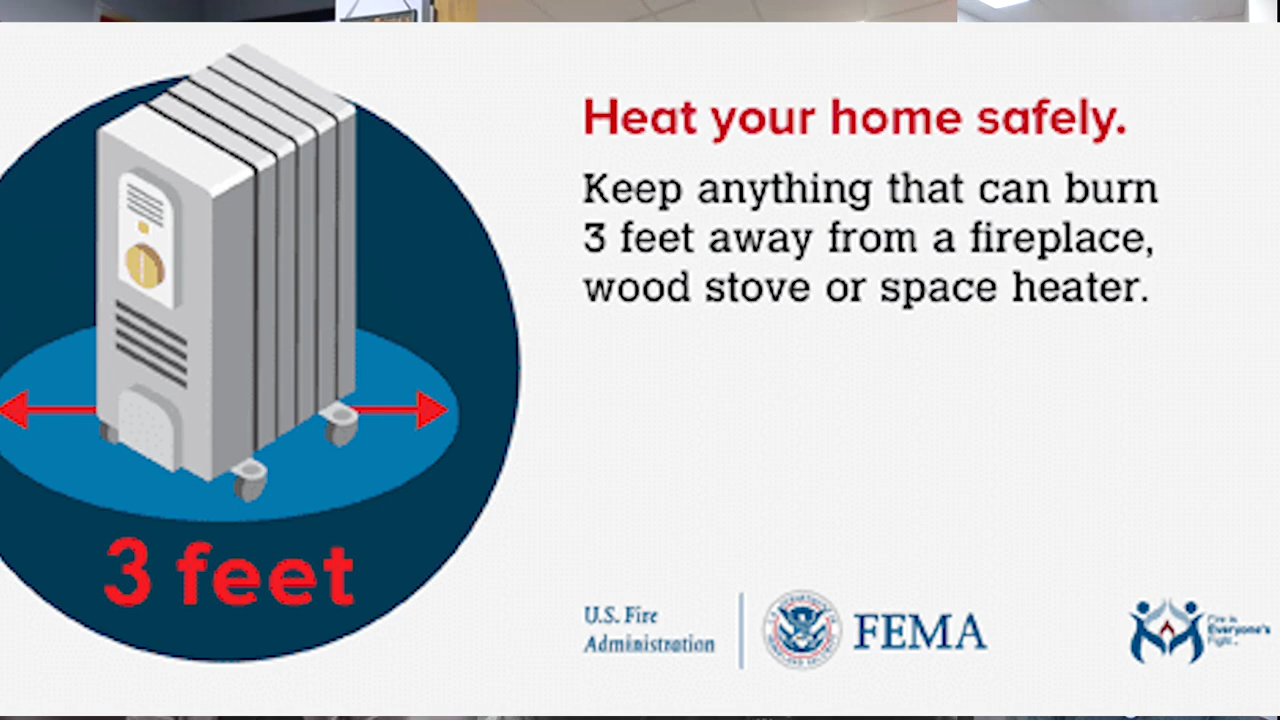 Heat your home safely.
Keep anything that can burn
3 feet away from a fireplace,
wood stove or space heater.
3 feet
U.S. Fire
Administration
FEMA
Fire is
Everyone's
Fight